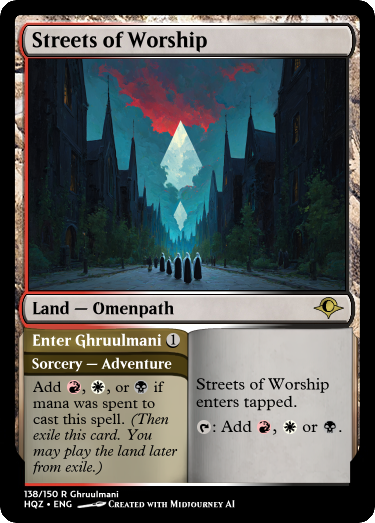 Streets of Worship
Land — Omenpath
Enter Ghruulmani 1
Sorcery — Adventure
Add , , or if
mana was spent to
cast this spell. (Then
exile this card. You
may play the land later
from exile.)
Streets of Worship
enters tapped.
: Add , or .
138/150 R Ghruulmani
HQZ • ENG Created with Midjourney AI